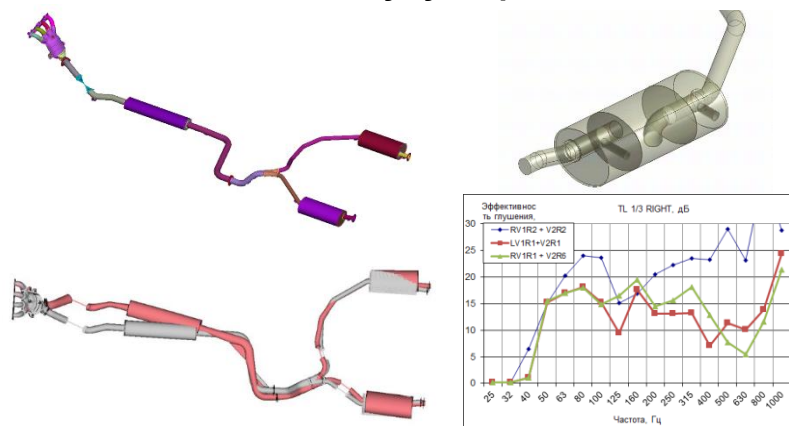 Эффективнос
ть глушения,
TL 1/3 RIGHT, дБ
RV1R2 + V2R2
LV1R1+V2R1
RV1R1 + V2R6
30
25
20
15
10
5
0
25 32 40 50 63 80 100 125 160 200 250 315 400 500 630 800 1000
Частота, Гц